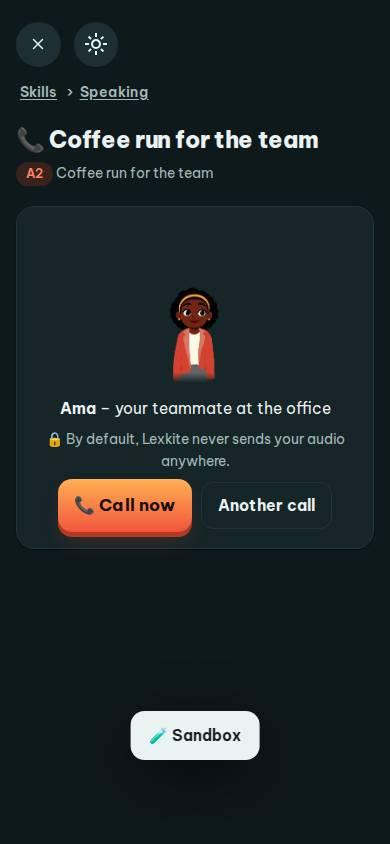 Skills › Speaking
📞 Coffee run for the team
A2 Coffee run for the team
Ama – your teammate at the office
🔒 By default, Lexkite never sends your audio
anywhere.
📞 Call now Another call
🧪 Sandbox